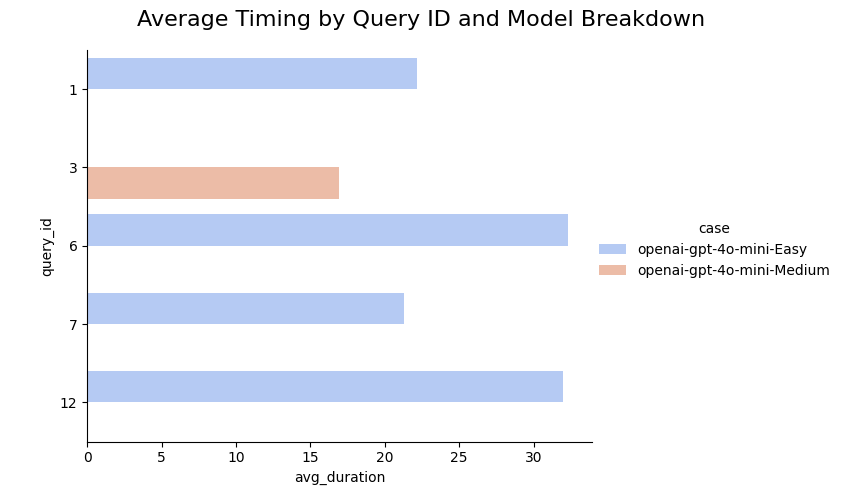 Average Timing by Query ID and Model Breakdown
1
3
6
7
12
query_id
0 5 10 15 20 25 30
avg_duration
case
openai-gpt-4o-mini-Easy
openai-gpt-4o-mini-Medium